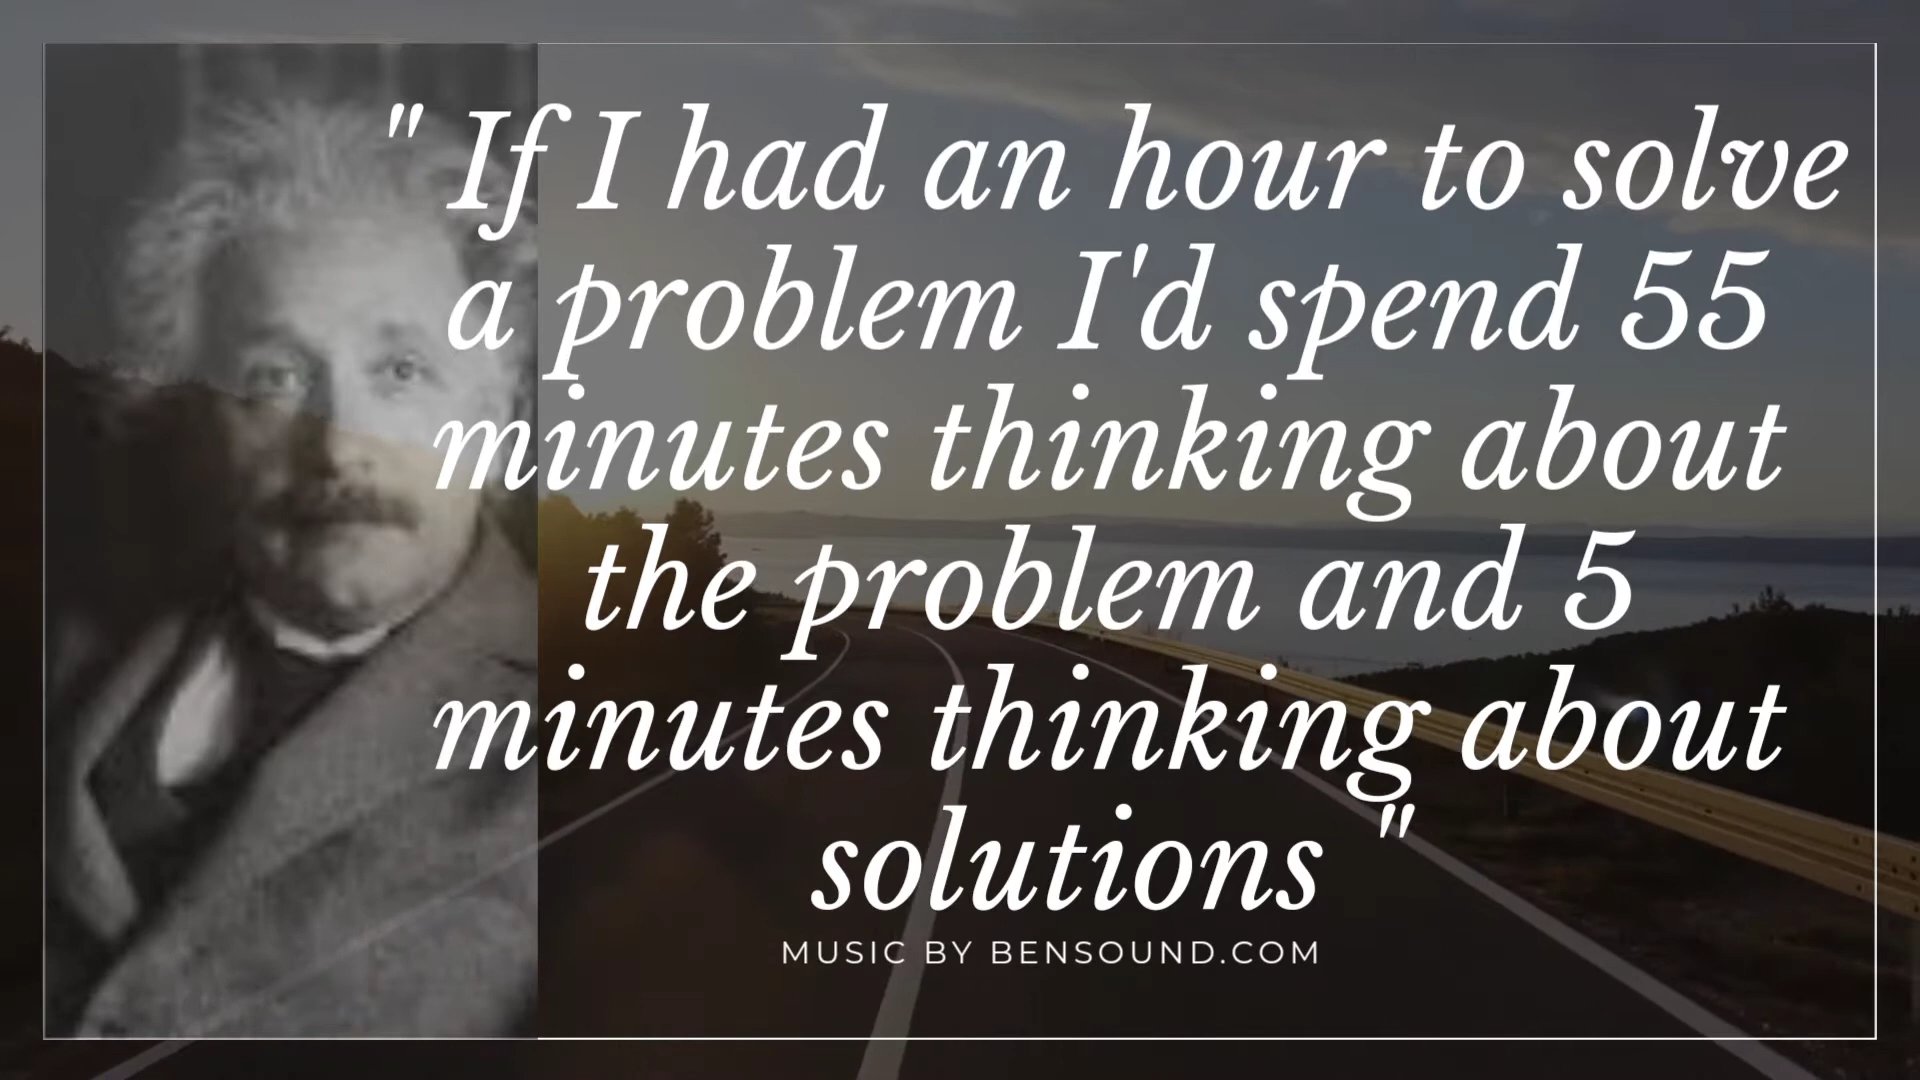 " If I had an hour to solve
a problem I'd spend 55
minutes thinking about
the problem and 5
minutes thinking about
solutions "
MUSIC BY BENSOUND.COM